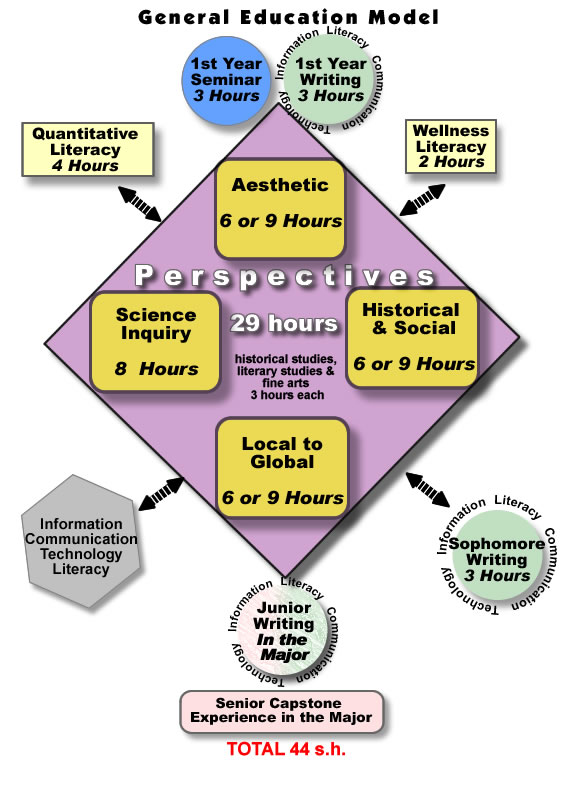 General Education Model
1st Year
Seminar
3 Hours
Information Literacy Communication Technology
1st Year
Writing
3 Hours
Quantitative
Literacy
4 Hours
Wellness
Literacy
2 Hours
Aesthetic
6 or 9 Hours
Perspectives
29 hours
historical studies,
literary studies &
fine arts
3 hours each
Science
Inquiry
8 Hours
Historical
& Social
6 or 9 Hours
Local to
Global
6 or 9 Hours
Information
Communication
Technology
Literacy
Information Literacy Communication Technology
Sophomore
Writing
3 Hours
Information Literacy Communication Technology
Junior
Writing
In the
Major
Senior Capstone
Experience in the Major
TOTAL 44 s.h.